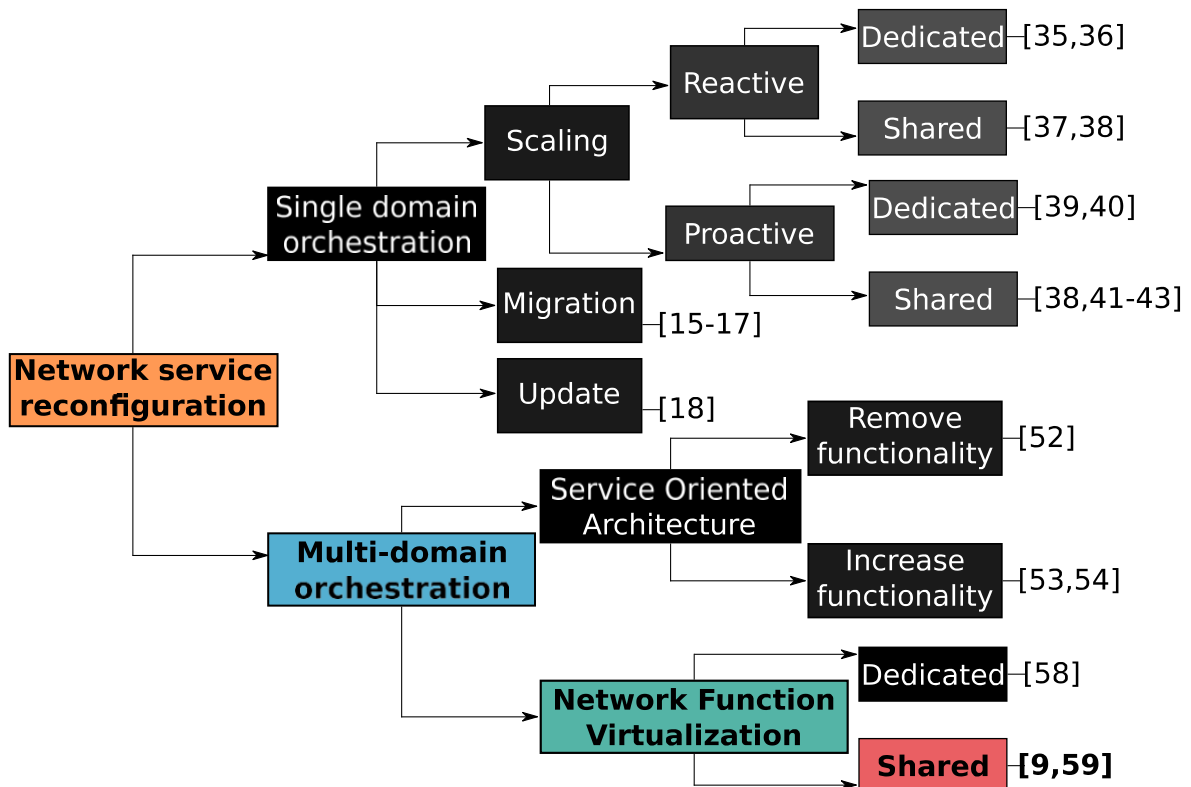 Dedicated [35,36]
Reactive
Shared [37,38]
Scaling
Single domain
orchestration
Dedicated [39,40]
Proactive
Shared [38,41-43]
Migration
[15-17]
Update
[18]
Network service
reconfiguration
Remove
functionality
[52]
Service Oriented
Architecture
Increase
functionality
[53,54]
Multi-domain
orchestration
Dedicated [58]
Network Function
Virtualization
Shared [9,59]